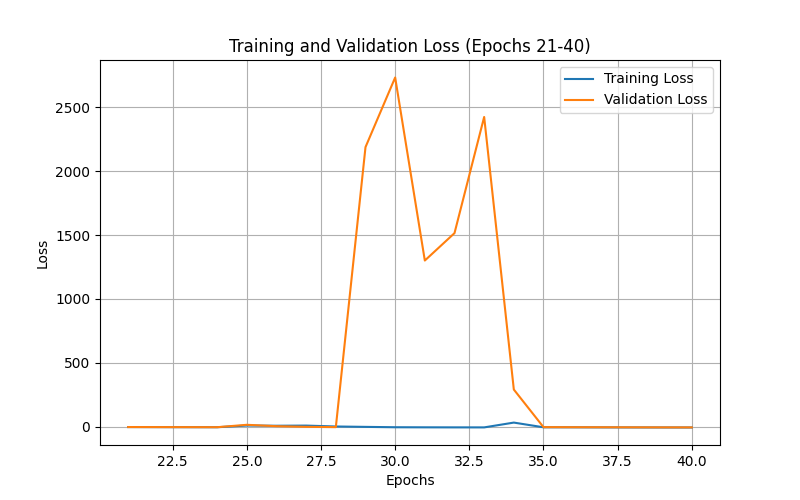 Training and Validation Loss (Epochs 21-40)
Training Loss
Validation Loss
2500
2000
1500
1000
500
0
Loss
22.5 25.0 27.5 30.0 32.5 35.0 37.5 40.0
Epochs